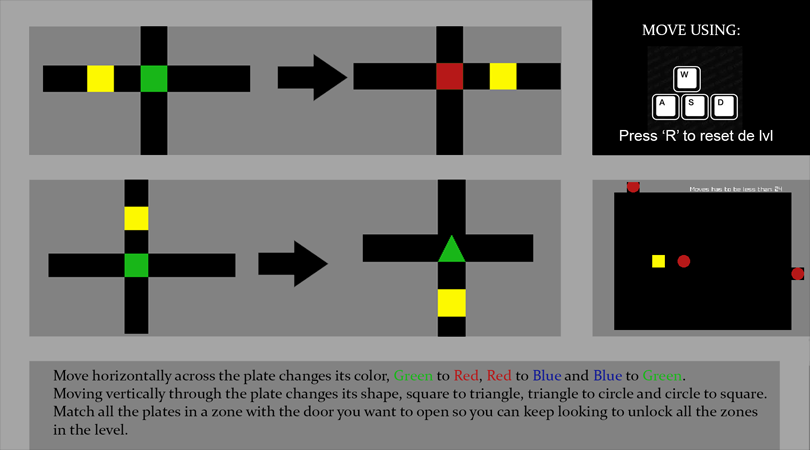 MOVE USING:
W
A S D
Press ‘R’ to reset de lvl
Moves has to be less than 24
Move horizontally across the plate changes its color, Green to Red, Red to Blue and Blue to Green.
Moving vertically through the plate changes its shape, square to triangle, triangle to circle and circle to square.
Match all the plates in a zone with the door you want to open so you can keep looking to unlock all the zones
in the level.